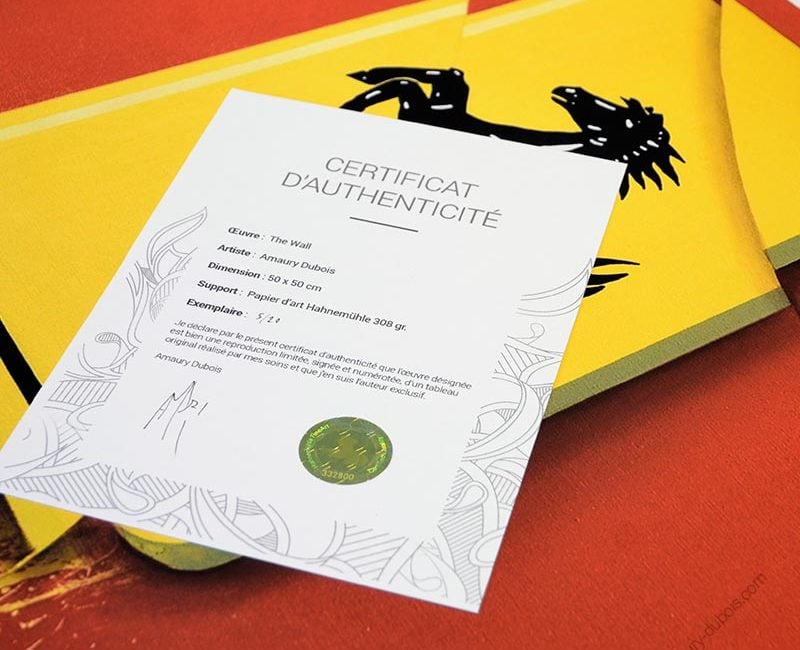 CERTIFICAT
D'AUTHENTICITÉ
Œuvre : The Wall
Artiste : Amaury Dubois
Dimension : 50 x 50 cm
Support : Papier d'art Hahnemühle 308 gr.
Exemplaire : 5/20
Je déclare par le présent certificat d'authenticité que l'œuvre désignée
est bien une reproduction limitée, signée et numérotée, d'un tableau
original réalisé par mes soins et que j'en suis l'auteur exclusif.
Amaury Dubois
332800
ury-dubois.com